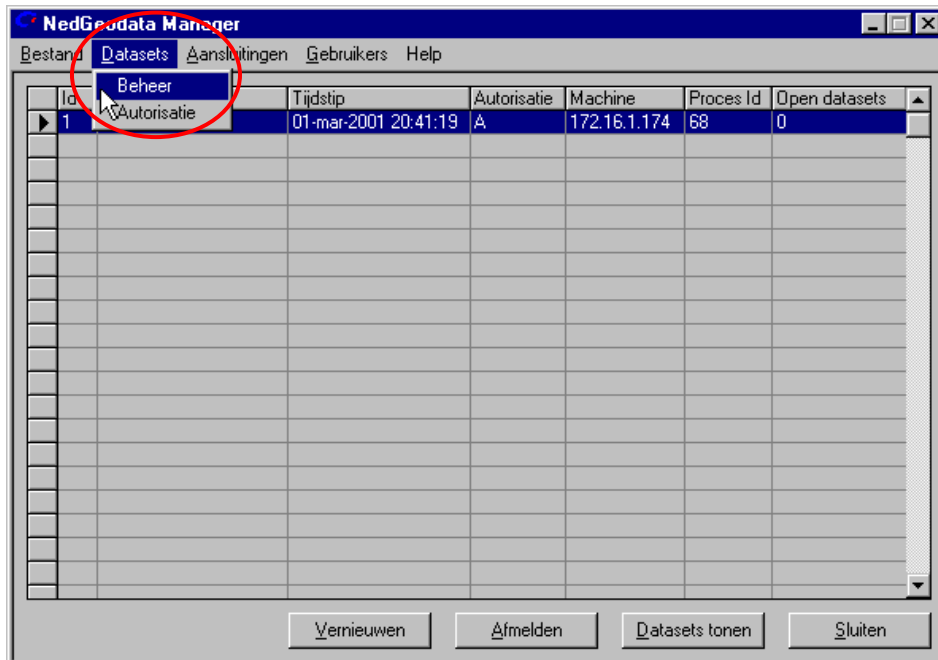 NedGeodata Manager
Bestand Datasets Aansluitingen Gebruikers Help
Beheer
Autorisatie
Id Tijdstip Autorisatie Machine Proces Id Open datasets
1 01-mar-2001 20:41:19 A 172.16.1.174 68 0
Vernieuwen Afmelden Datasets tonen Sluiten